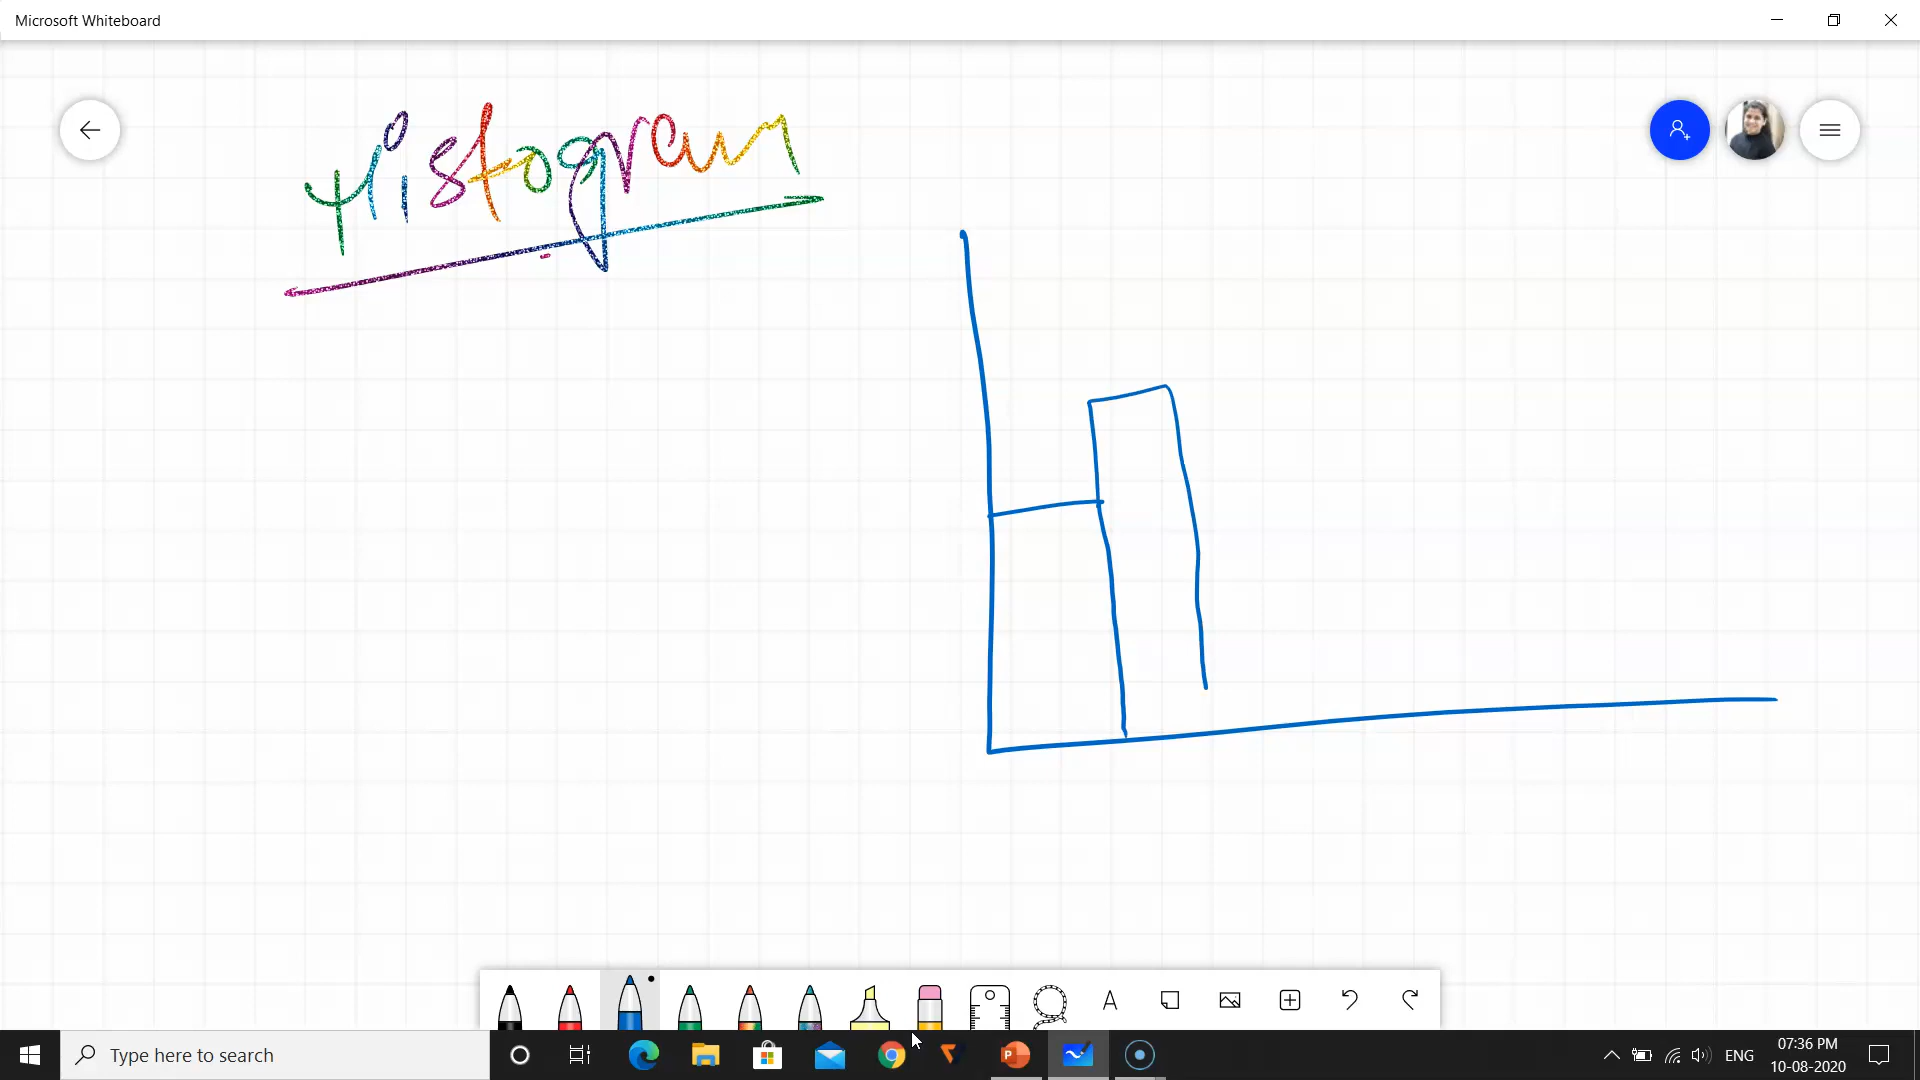 Microsoft Whiteboard
Histogram
A
Type here to search
P
ENG
07:36 PM
10-08-2020